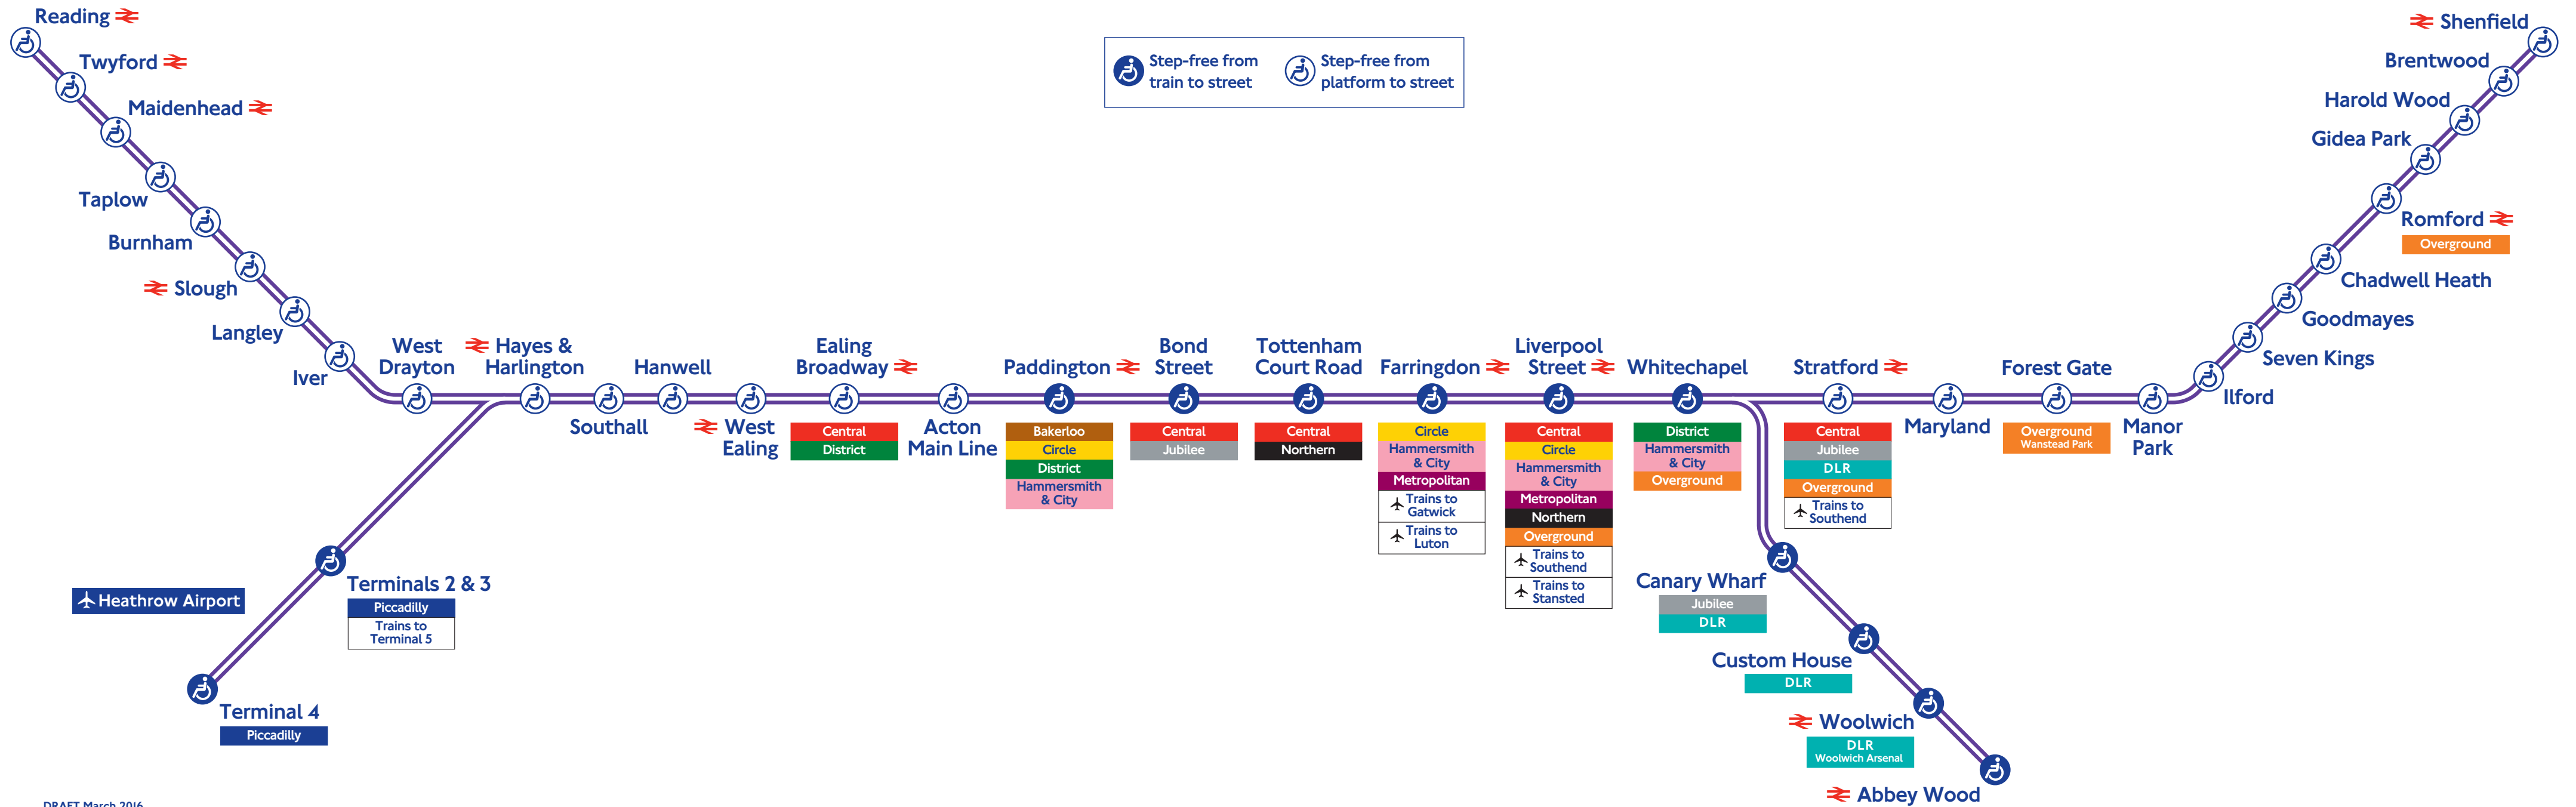 Reading
Twyford
Maidenhead
Taplow
Burnham
Slough
Langley
Iver
West
Drayton
Hayes &
Harlington
Southall
Hanwell
West
Ealing
Ealing
Broadway
Central
District
Acton
Main Line
Paddington
Bakerloo
Circle
District
Hammersmith
& City
Bond
Street
Central
Jubilee
Tottenham
Court Road
Central
Northern
Farringdon
Circle
Hammersmith
& City
Metropolitan
Trains to
Gatwick
Trains to
Luton
Liverpool
Street
Central
Circle
Hammersmith
& City
Metropolitan
Northern
Overground
Trains to
Southend
Trains to
Stansted
Whitechapel
District
Hammersmith
& City
Overground
Stratford
Central
Jubilee
DLR
Overground
Trains to
Southend
Maryland
Forest Gate
Overground
Wanstead Park
Manor
Park
Ilford
Seven Kings
Goodmayes
Chadwell Heath
Romford
Overground
Gidea Park
Harold Wood
Brentwood
Shenfield
Step-free from
train to street
Step-free from
platform to street
Heathrow Airport
Terminals 2 & 3
Piccadilly
Trains to
Terminal 5
Terminal 4
Piccadilly
Canary Wharf
Jubilee
DLR
Custom House
DLR
Woolwich
DLR
Woolwich Arsenal
Abbey Wood
DRAFT March 2016